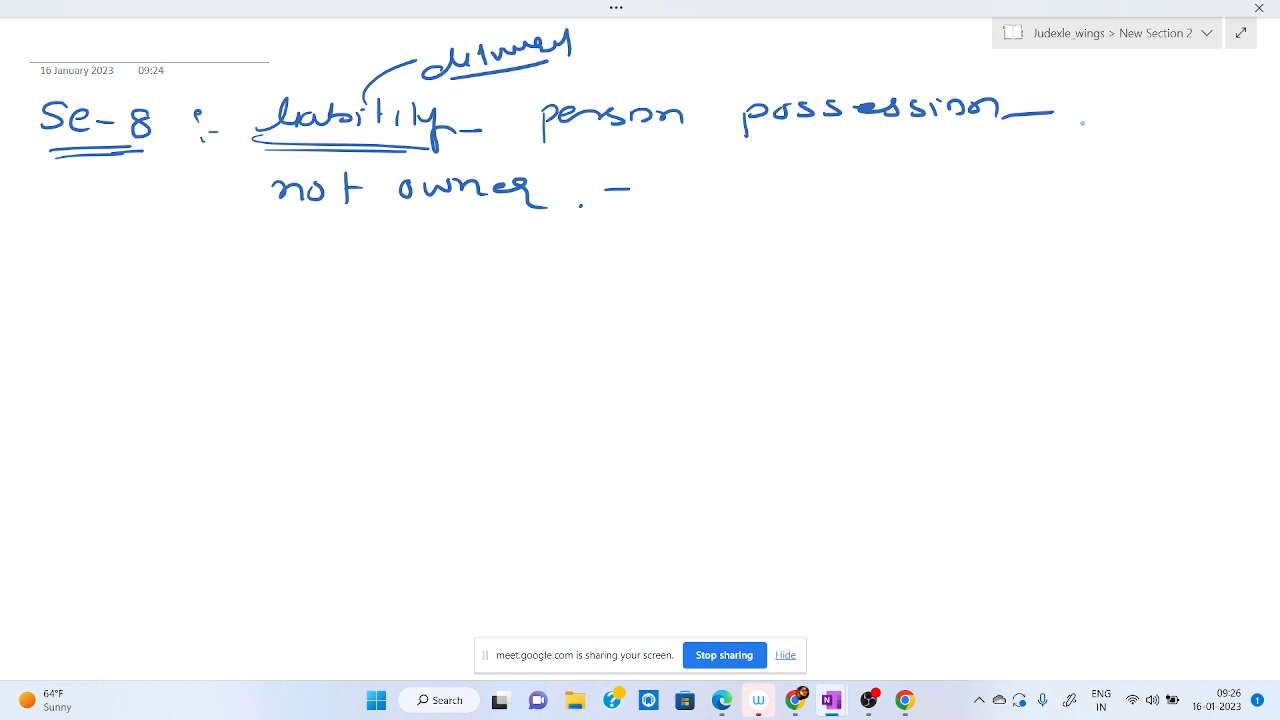 ...
Judexle_wings > New Section 2
16 January 2023 09:24
Se-8 :- liability - person possession -
not owner . -
meet.google.com is sharing your screen. Stop sharing Hide
64°F
Sunny
Search
ENG
IN
09:26
16-01-2023
1